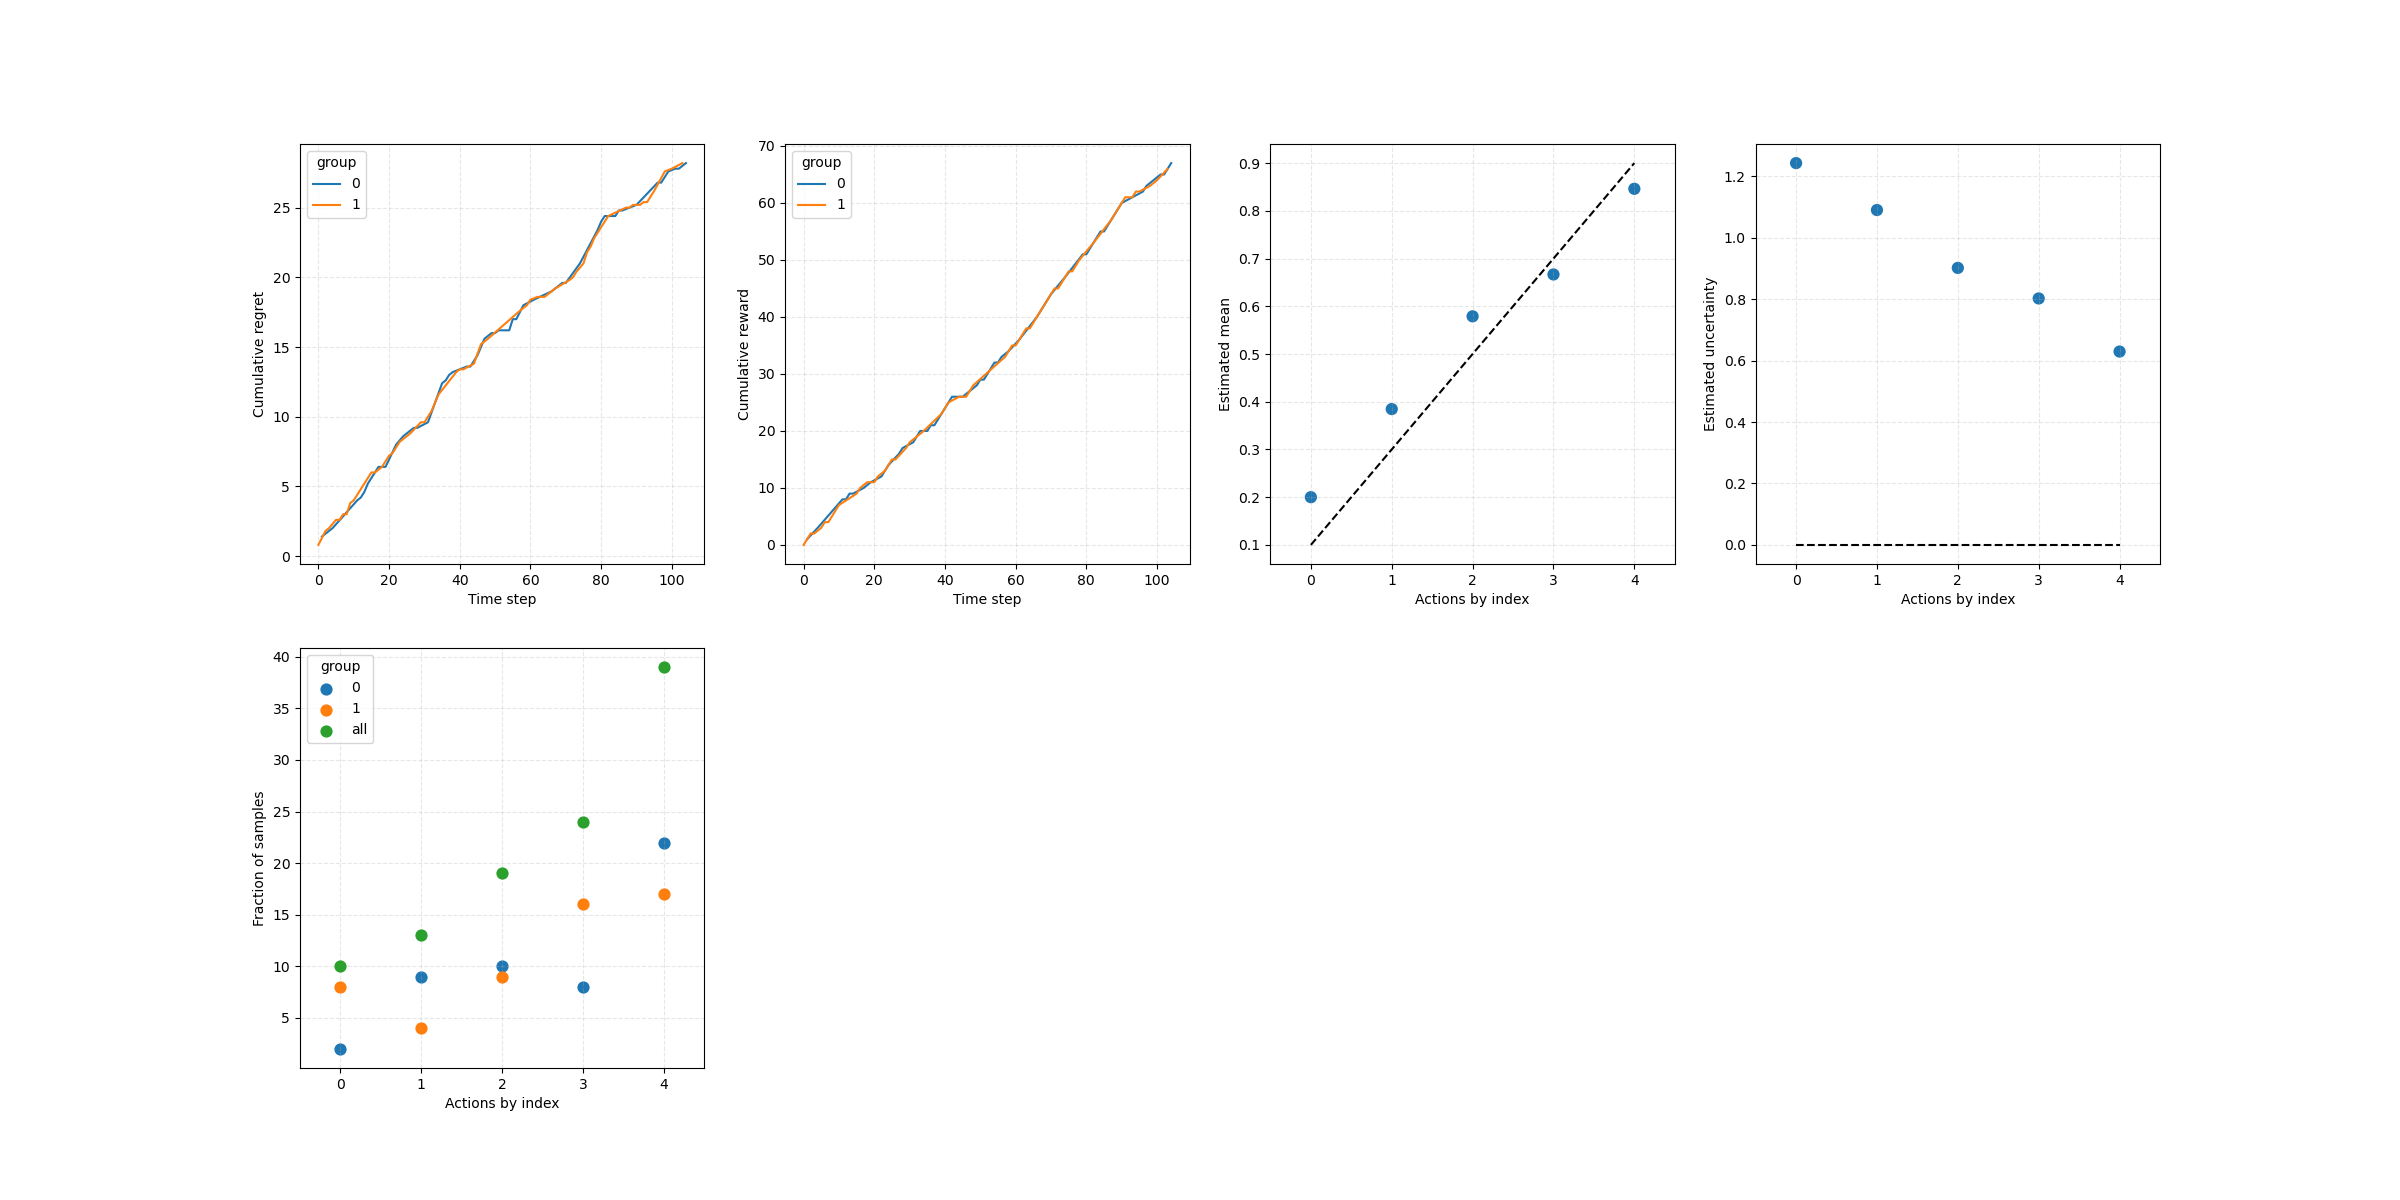 group
0
1
25
20
15
10
5
0
Cumulative regret
0 20 40 60 80 100
Time step
group
0
1
70
60
50
40
30
20
10
0
Cumulative reward
0 20 40 60 80 100
Time step
0.9
0.8
0.7
0.6
0.5
0.4
0.3
0.2
0.1
Estimated mean
0 1 2 3 4
Actions by index
1.2
1.0
0.8
0.6
0.4
0.2
0.0
Estimated uncertainty
0 1 2 3 4
Actions by index
group
0
1
all
40
35
30
25
20
15
10
5
Fraction of samples
0 1 2 3 4
Actions by index